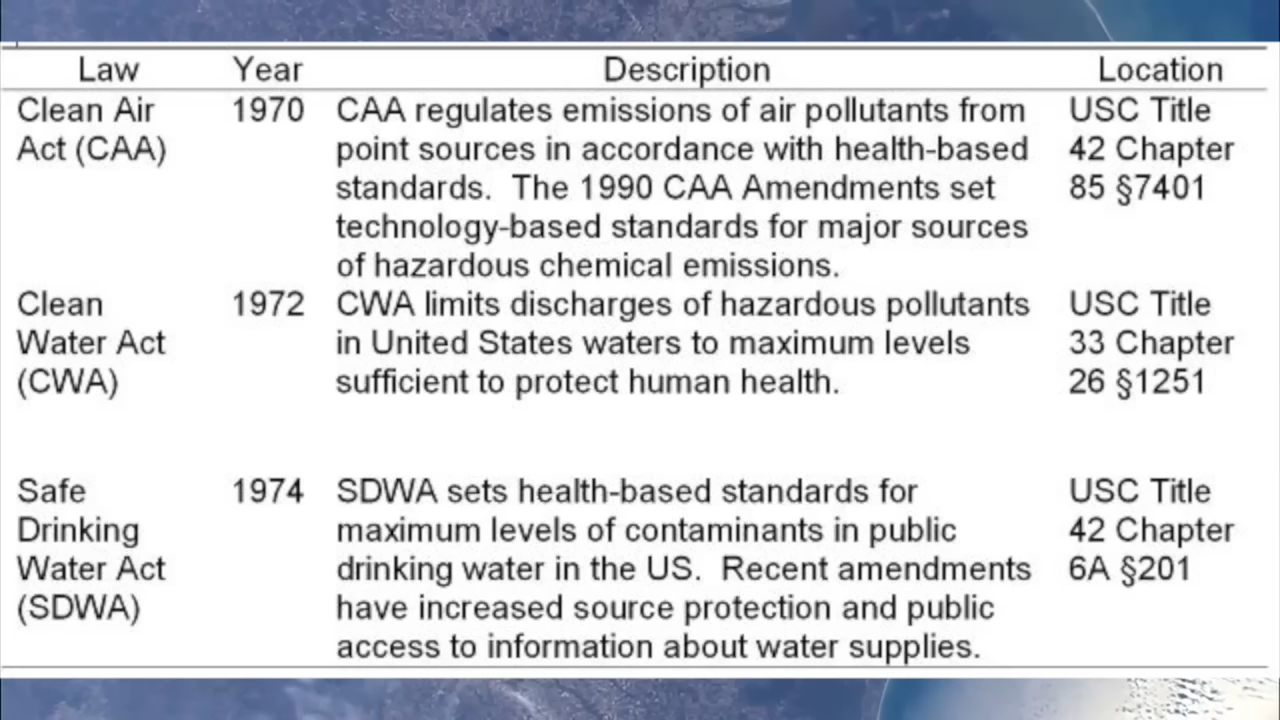 Law Year Description Location
Clean Air 1970 CAA regulates emissions of air pollutants from USC Title
Act (CAA) point sources in accordance with health-based 42 Chapter
standards. The 1990 CAA Amendments set 85 §7401
technology-based standards for major sources
of hazardous chemical emissions.
Clean 1972 CWA limits discharges of hazardous pollutants USC Title
Water Act in United States waters to maximum levels 33 Chapter
(CWA) sufficient to protect human health. 26 §1251
Safe 1974 SDWA sets health-based standards for USC Title
Drinking maximum levels of contaminants in public 42 Chapter
Water Act drinking water in the US. Recent amendments 6A §201
(SDWA) have increased source protection and public
access to information about water supplies.